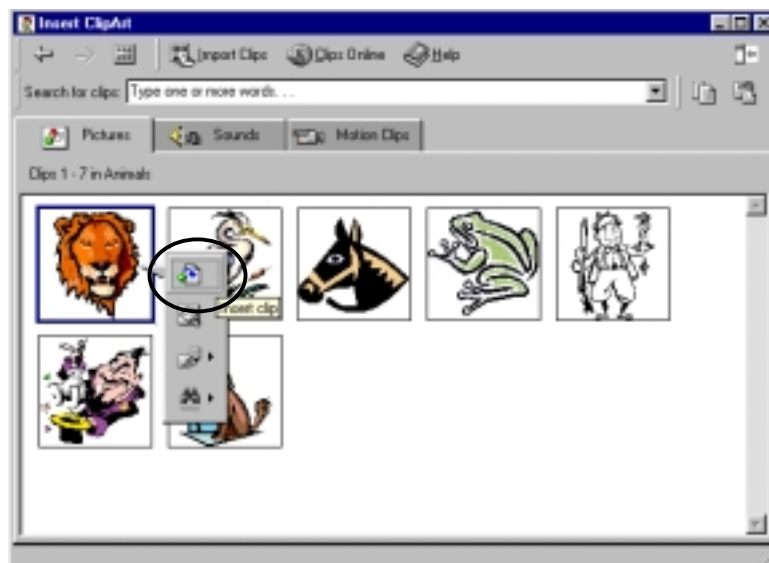 Insert ClipArt
Import Clips Clips Online Help
Search for clips: Type one or more words. . .
Pictures Sounds Motion Clips
Clips 1 - 7 in Animals
Insert clip